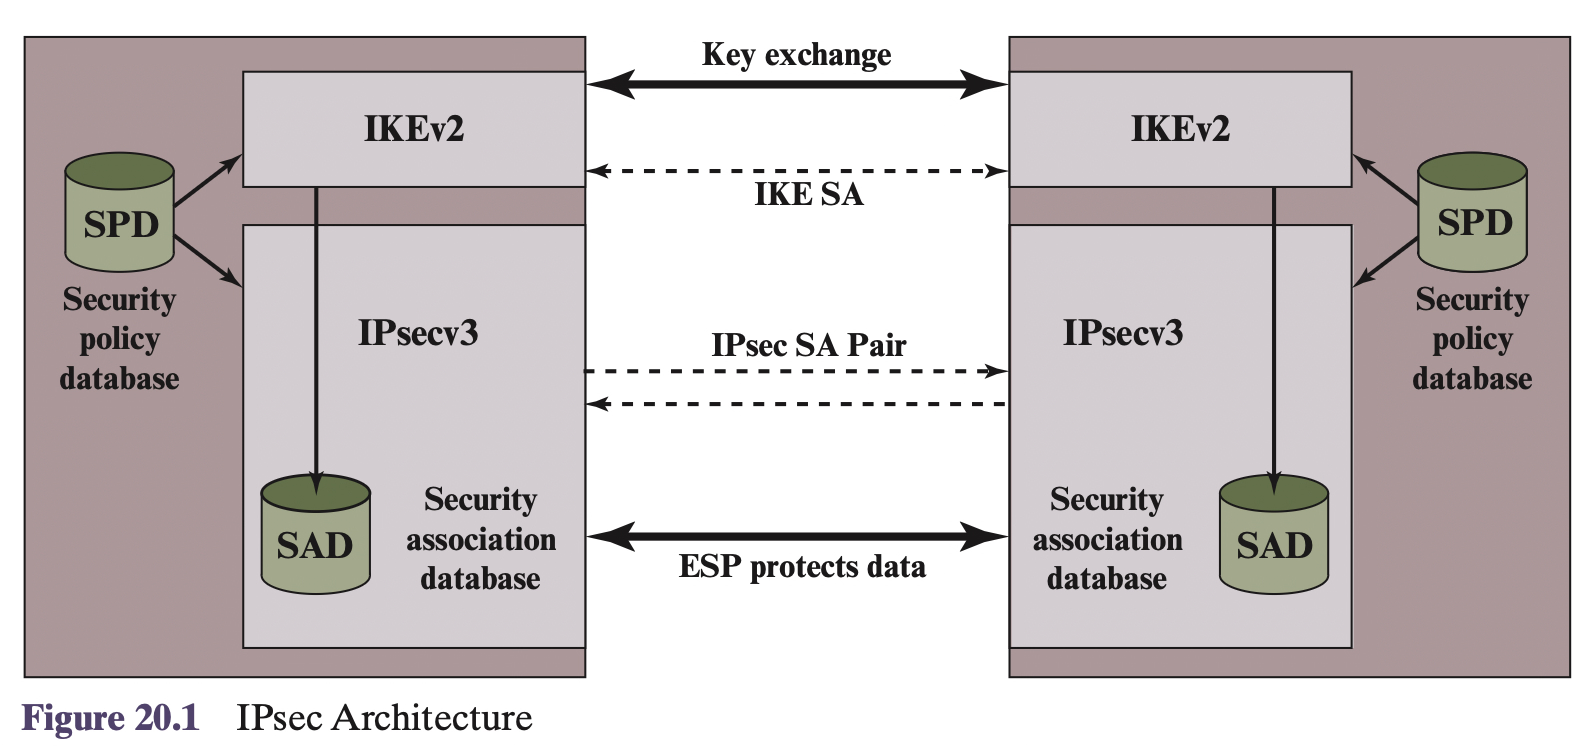 Key exchange
IKEv2
IKEv2
IKE SA
SPD
Security
policy
database
SPD
Security
policy
database
IPsecv3
IPsec SA Pair
IPsecv3
SAD
Security
association
database
ESP protects data
Security
association
database
SAD
Figure 20.1 IPsec Architecture